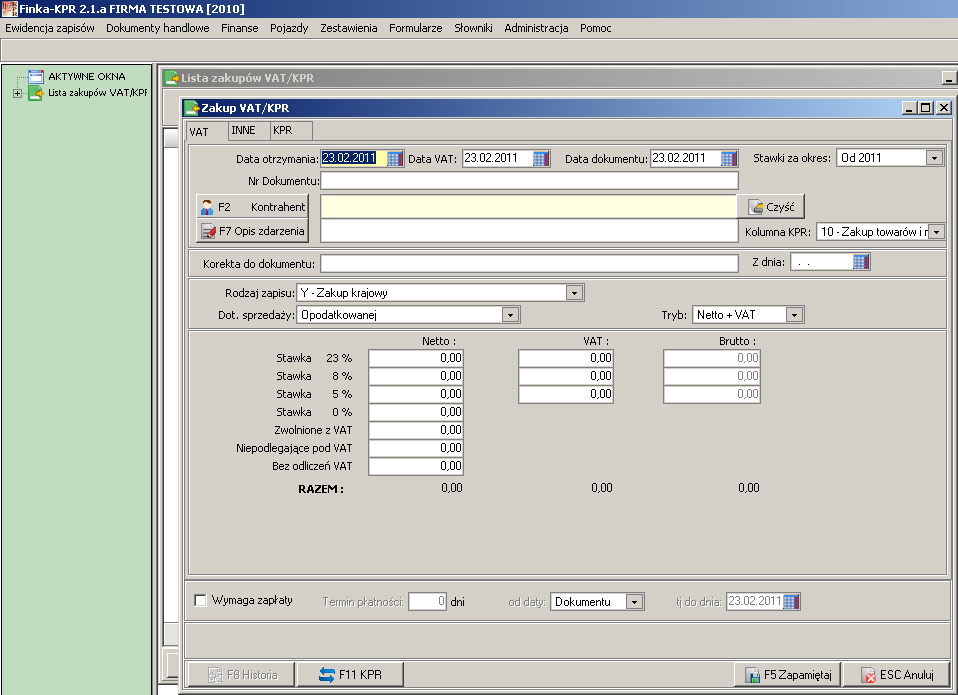 Finka-KPR 2.1.a FIRMA TESTOWA [2010]
Ewidencja zapisów Dokumenty handlowe Finanse Pojazdy Zestawienia Formularze Słowniki Administracja Pomoc
AKTYWNE OKNA
Lista zakupów VAT/KPR
Lista zakupów VAT/KPR
Zakup VAT/KPR
VAT INNE KPR
Data otrzymania: 23.02.2011 Data VAT: 23.02.2011 Data dokumentu: 23.02.2011 Stawki za okres: Od 2011
Nr Dokumentu:
F2 Kontrahent Czyść
F7 Opis zdarzenia Kolumna KPR: 10 - Zakup towarów i
Korekta do dokumentu: Z dnia: . .
Rodzaj zapisu: Y - Zakup krajowy
Dot. sprzedaży: Opodatkowanej Tryb: Netto + VAT
Netto : VAT : Brutto :
Stawka 23 % 0,00 0,00 0,00
Stawka 8 % 0,00 0,00 0,00
Stawka 5 % 0,00 0,00 0,00
Stawka 0 % 0,00
Zwolnione z VAT 0,00
Niepodlegające pod VAT 0,00
Bez odliczeń VAT 0,00
RAZEM : 0,00 0,00 0,00
Wymaga zapłaty Termin płatności: 0 dni od daty: Dokumentu tj do dnia: 23.02.2011
F8 Historia F11 KPR F5 Zapamiętaj ESC Anuluj